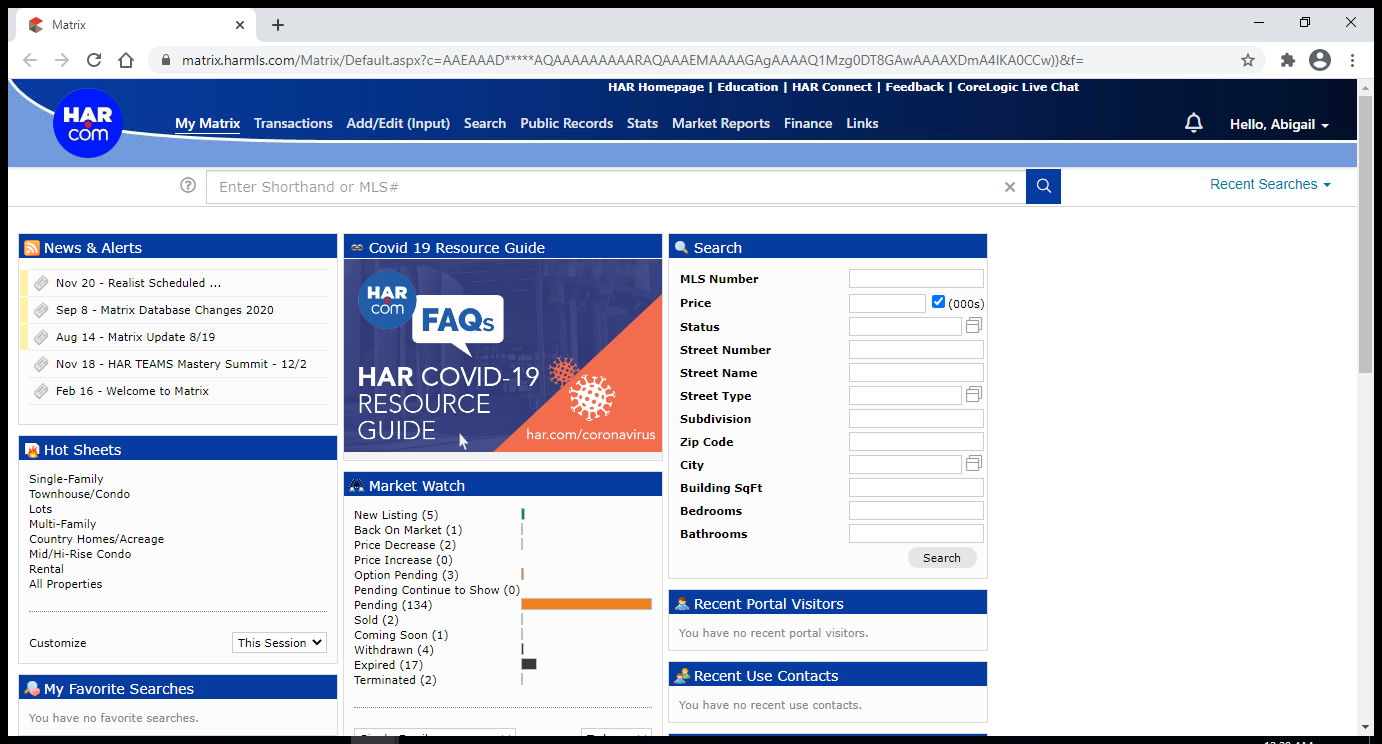 Matrix
matrix.harmls.com/Matrix/Default.aspx?c=AAEAAAD*****AQAAAAAAAAARAQAAAEMAAAAGAgAAAAQ1Mzg0DT8GAwAAAAXDmA4IKA0CCw))&f=
HAR Homepage | Education | HAR Connect | Feedback | CoreLogic Live Chat
HAR
com
My Matrix Transactions Add/Edit (Input) Search Public Records Stats Market Reports Finance Links
Hello, Abigail
? Enter Shorthand or MLS#
Recent Searches
News & Alerts
Nov 20 - Realist Scheduled ...
Sep 8 - Matrix Database Changes 2020
Aug 14 - Matrix Update 8/19
Nov 18 - HAR TEAMS Mastery Summit - 12/2
Feb 16 - Welcome to Matrix
Hot Sheets
Single-Family
Townhouse/Condo
Lots
Multi-Family
Country Homes/Acreage
Mid/Hi-Rise Condo
Rental
All Properties
Customize This Session
My Favorite Searches
You have no favorite searches.
Covid 19 Resource Guide
HAR
com
FAQs
HAR COVID-19
RESOURCE
GUIDE
har.com/coronavirus
Market Watch
New Listing (5)
Back On Market (1)
Price Decrease (2)
Price Increase (0)
Option Pending (3)
Pending Continue to Show (0)
Pending (134)
Sold (2)
Coming Soon (1)
Withdrawn (4)
Expired (17)
Terminated (2)
Search
MLS Number
Price (000s)
Status
Street Number
Street Name
Street Type
Subdivision
Zip Code
City
Building SqFt
Bedrooms
Bathrooms
Search
Recent Portal Visitors
You have no recent portal visitors.
Recent Use Contacts
You have no recent use contacts.